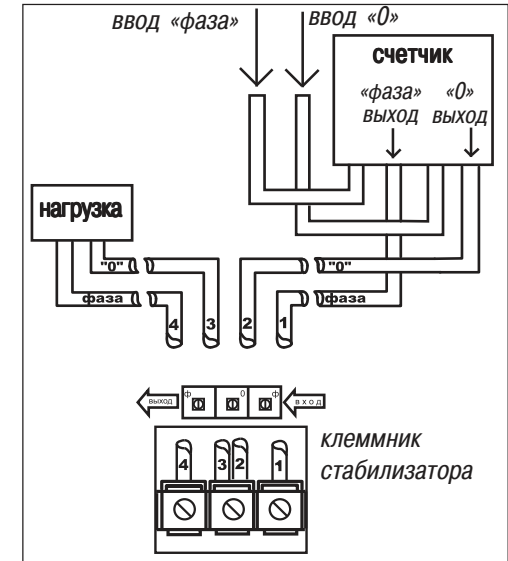 ввод «фаза» ввод «0»
счетчик
«фаза» «0»
выход выход
нагрузка
"0" "0"
фаза фаза
4 3 2 1
ф 0 ф
выход вход
4 3 2 1
клеммник
стабилизатора